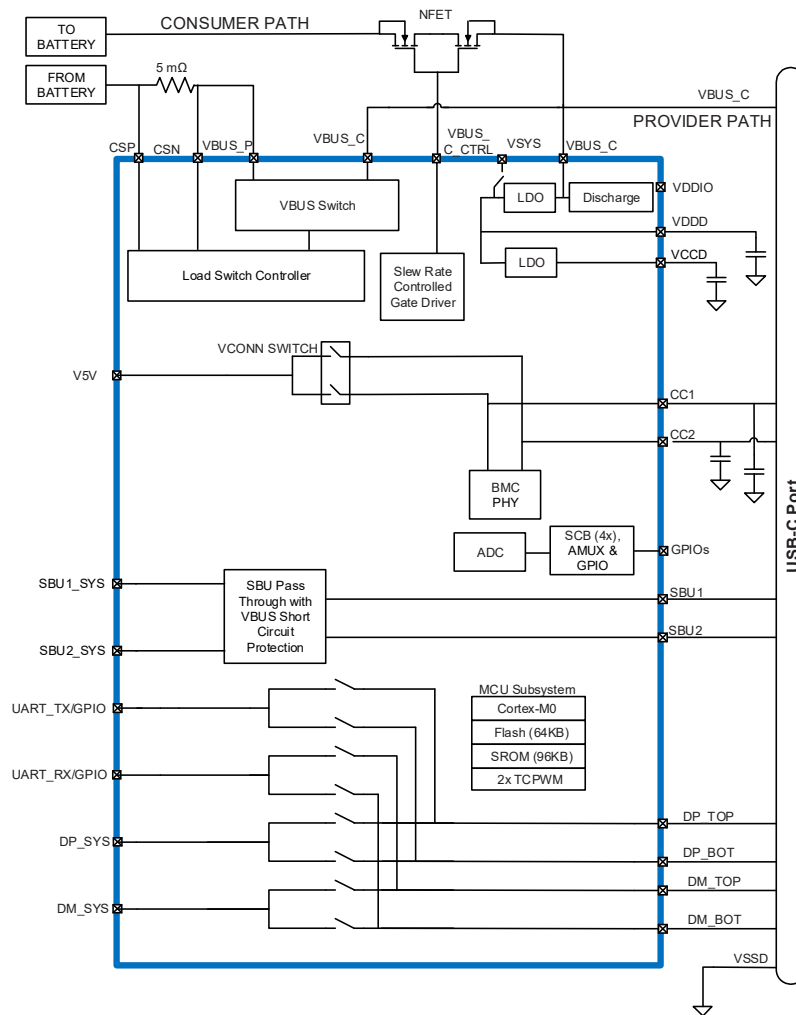 TO
BATTERY
CONSUMER PATH
NFET
FROM
BATTERY
5 mΩ
VBUS_C
PROVIDER PATH
CSP
CSN
VBUS_P
VBUS_C
VBUS_
C_CTRL
VSYS
VBUS_C
VBUS Switch
LDO
Discharge
VDDIO
VDDD
Load Switch Controller
Slew Rate
Controlled
Gate Driver
LDO
VCCD
VCONN SWITCH
V5V
CC1
CC2
BMC
PHY
ADC
SCB (4x),
AMUX &
GPIO
GPIOs
USB-C Port
SBU1_SYS
SBU Pass
Through with
VBUS Short
Circuit
Protection
SBU1
SBU2
SBU2_SYS
MCU Subsystem
Cortex-M0
Flash (64KB)
SROM (96KB)
2x TCPWM
UART_TX/GPIO
UART_RX/GPIO
DP_SYS
DP_TOP
DP_BOT
DM_TOP
DM_SYS
DM_BOT
VSSD